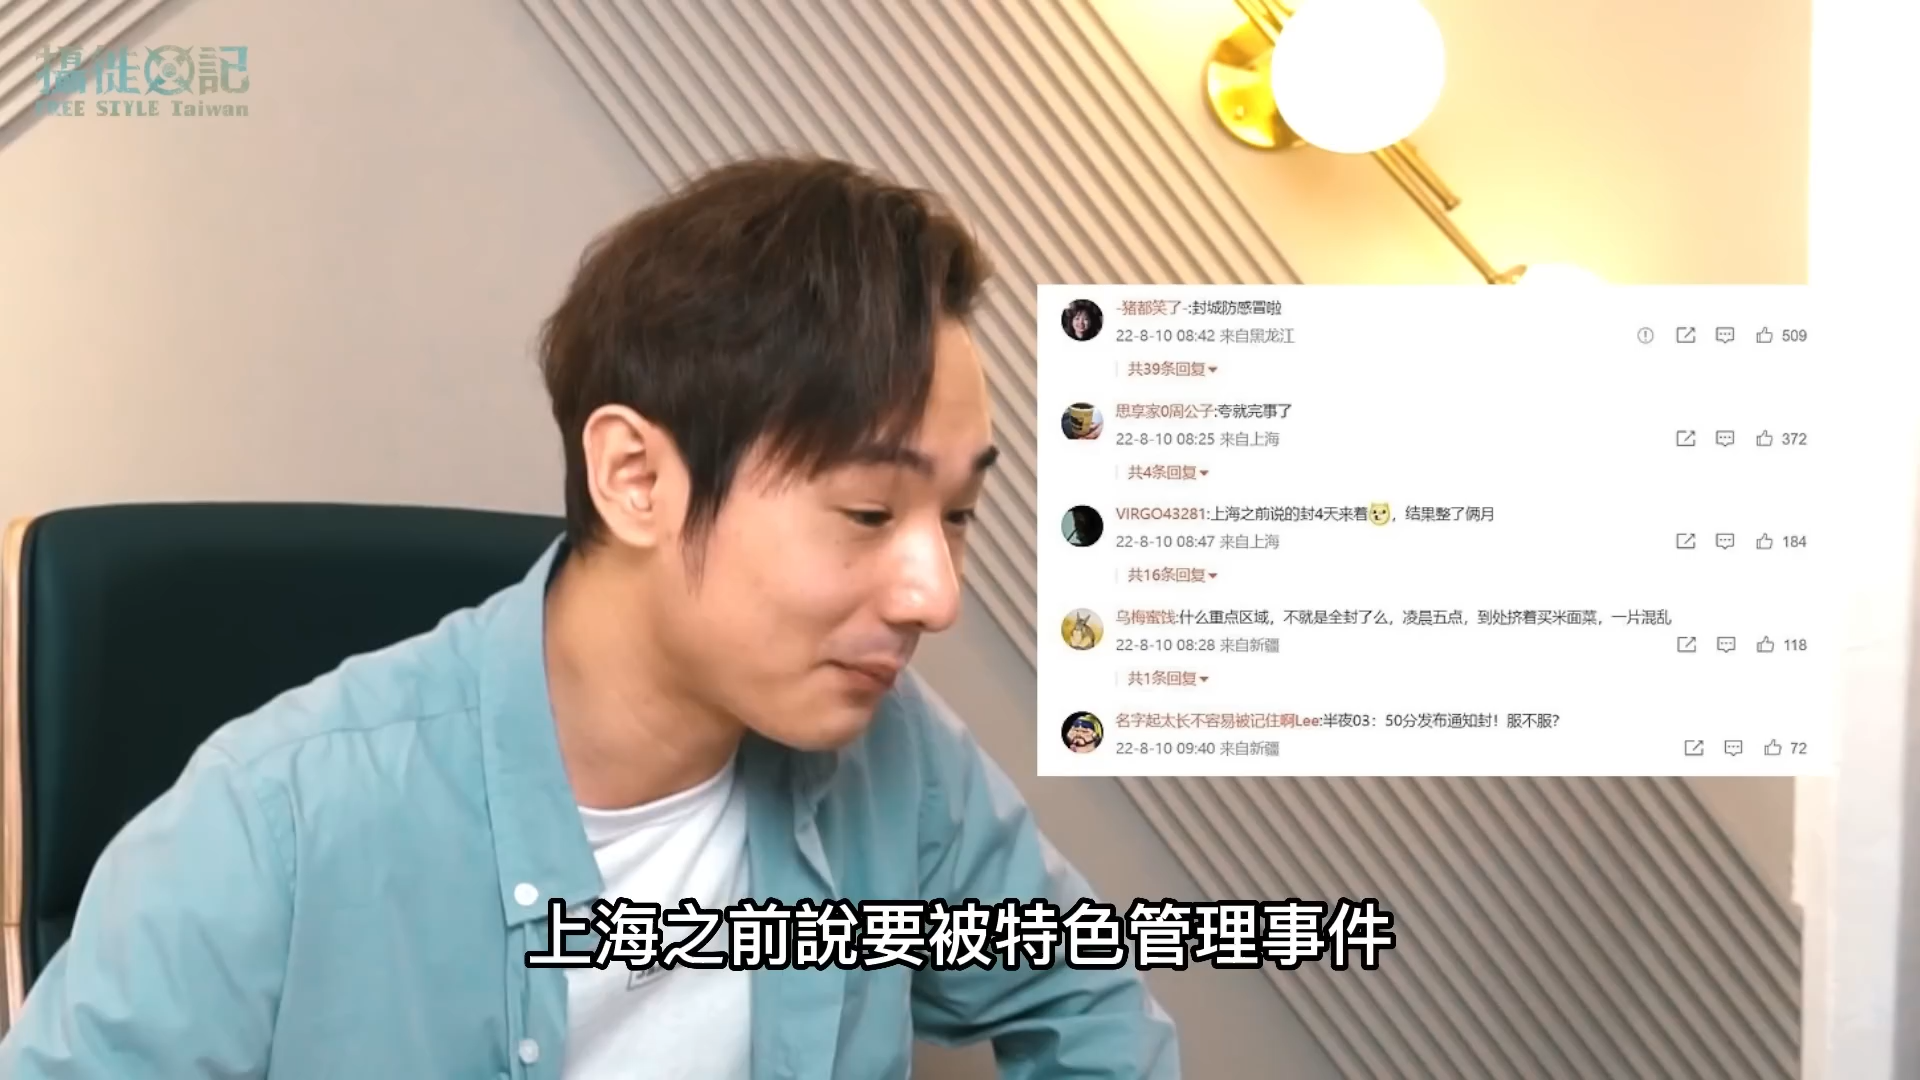 攝徒日記
FREE STYLE Taiwan
-猪都笑了-:封城防感冒啦
22-8-10 08:42 来自黑龙江
509
共39条回复
思享家0周公子:夸就完事了
22-8-10 08:25 来自上海
372
共4条回复
VIRGO43281:上海之前说的封4天来着，结果整了俩月
22-8-10 08:47 来自上海
184
共16条回复
乌梅蜜饯:什么重点区域，不就是全封了么，凌晨五点，到处挤着买米面菜，一片混乱
22-8-10 08:28 来自新疆
118
共1条回复
名字起太长不容易被记住啊Lee:半夜03：50分发布通知封！服不服？
22-8-10 09:40 来自新疆
72
上海之前說要被特色管理事件